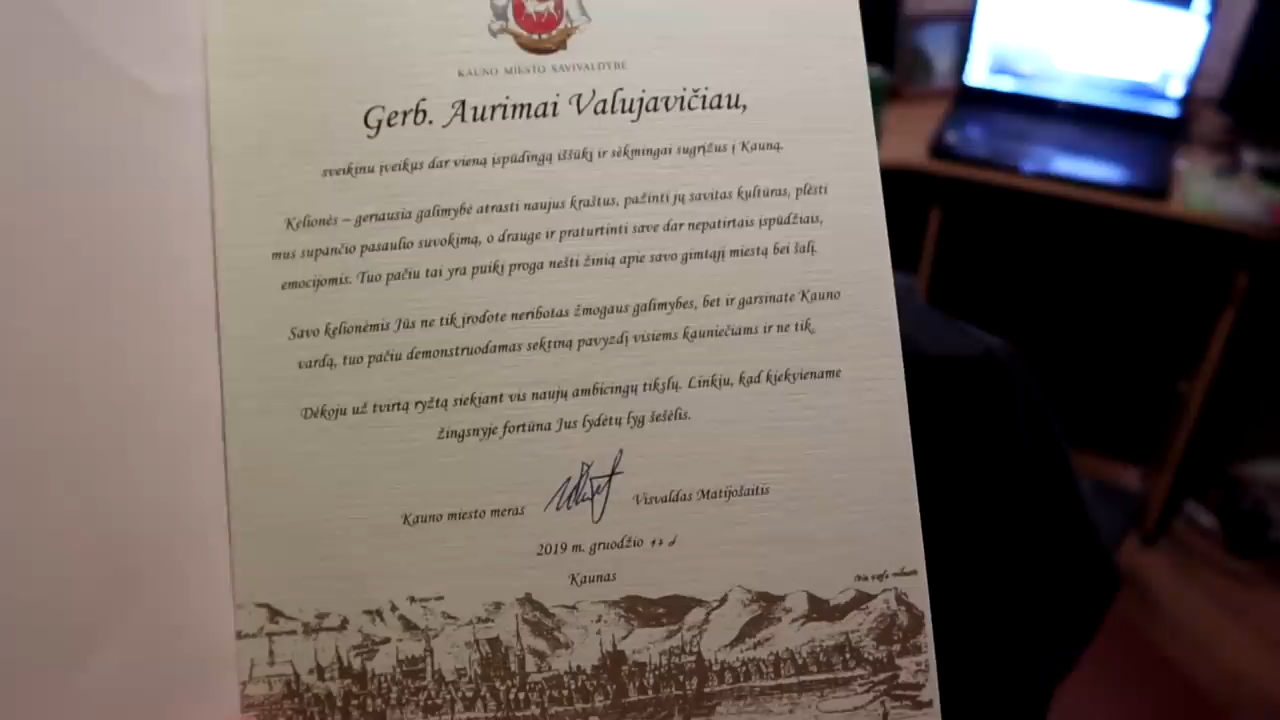 KAUNO MIESTO SAVIVALDYBĖ
Gerb. Aurimai Valujavičiau,
sveikinu įveikus dar vieną įspūdingą iššūkį ir sėkmingai sugrįžus į Kauną.
Kelionės – geriausia galimybė atrasti naujus kraštus, pažinti jų savitas kultūras, plėsti
mus supančio pasaulio suvokimą, o drauge ir praturtinti save dar nepatirtais įspūdžiais,
emocijomis. Tuo pačiu tai yra puiki proga nešti žinią apie savo gimtąjį miestą bei šalį.
Savo kelionėmis Jūs ne tik įrodote neribotas žmogaus galimybes, bet ir garsinate Kauno
vardą, tuo pačiu demonstruodamas sektiną pavyzdį visiems kauniečiams ir ne tik.
Dėkoju už tvirtą ryžtą siekiant vis naujų ambicingų tikslų. Linkiu, kad kiekviename
žingsnyje fortūna Jus lydėtų lyg šešėlis.
Kauno miesto meras Visvaldas Matijošaitis
2019 m. gruodžio 17 d
Kaunas